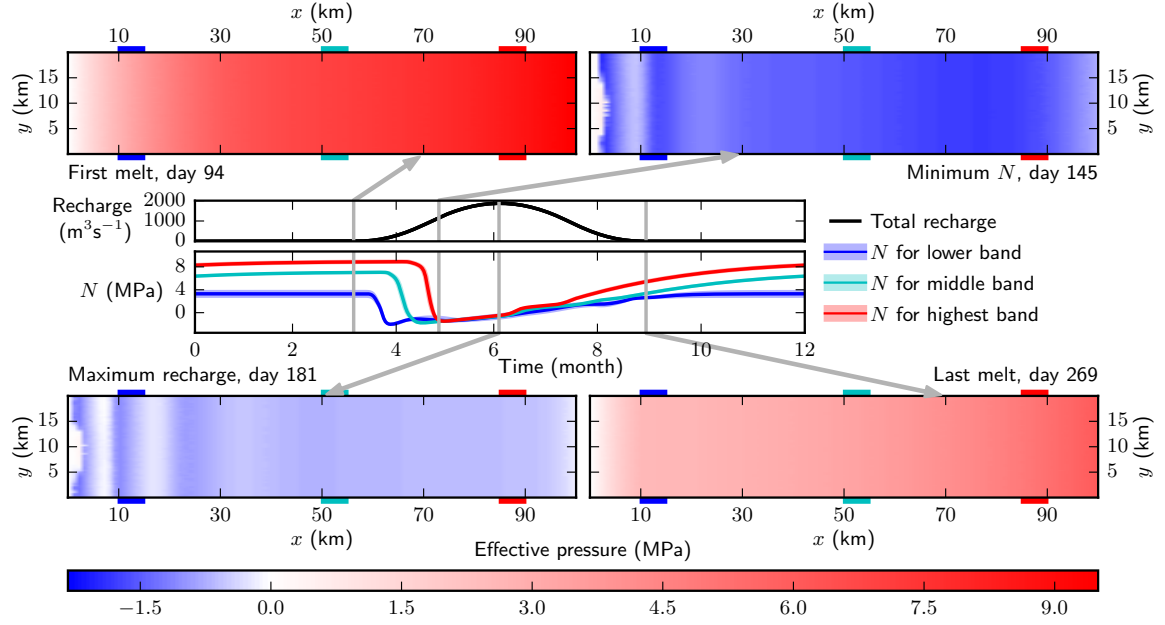 x (km)
x (km)
10 30 50 70 90
10 30 50 70 90
y (km)
15
10
5
15
10
5
y (km)
First melt, day 94
Minimum N, day 145
Recharge
(m³s⁻¹)
2000
1000
0
N (MPa)
8
4
0
0 2 4 6 8 10 12
Time (month)
Total recharge
N for lower band
N for middle band
N for highest band
Maximum recharge, day 181
Last melt, day 269
y (km)
15
10
5
15
10
5
y (km)
10 30 50 70 90
10 30 50 70 90
x (km)
x (km)
Effective pressure (MPa)
−1.5 0.0 1.5 3.0 4.5 6.0 7.5 9.0